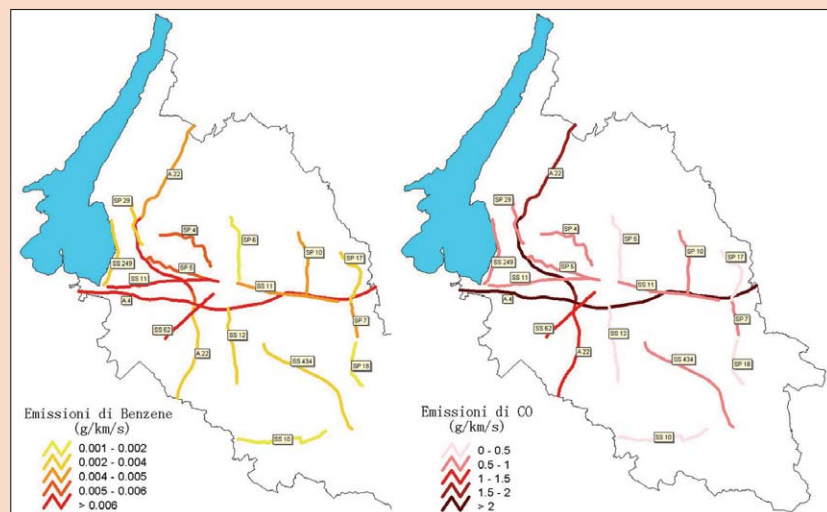 A 22
SP 29
SP 4
SP 6
SP 10
SP 17
SS 249
SP 5
SS 11
SS 11
A 4
SS 62
SS 12
SP 7
A 22
SS 434
SP 18
SS 10
Emissioni di Benzene
(g/km/s)
0.001 - 0.002
0.002 - 0.004
0.004 - 0.005
0.005 - 0.006
> 0.006
A 22
SP 29
SP 4
SP 6
SP 10
SP 17
SS 249
SP 5
SS 11
SS 11
A 4
SS 62
SS 12
SP 7
A 22
SS 434
SP 18
SS 10
Emissioni di CO
(g/km/s)
0 - 0.5
0.5 - 1
1 - 1.5
1.5 - 2
> 2